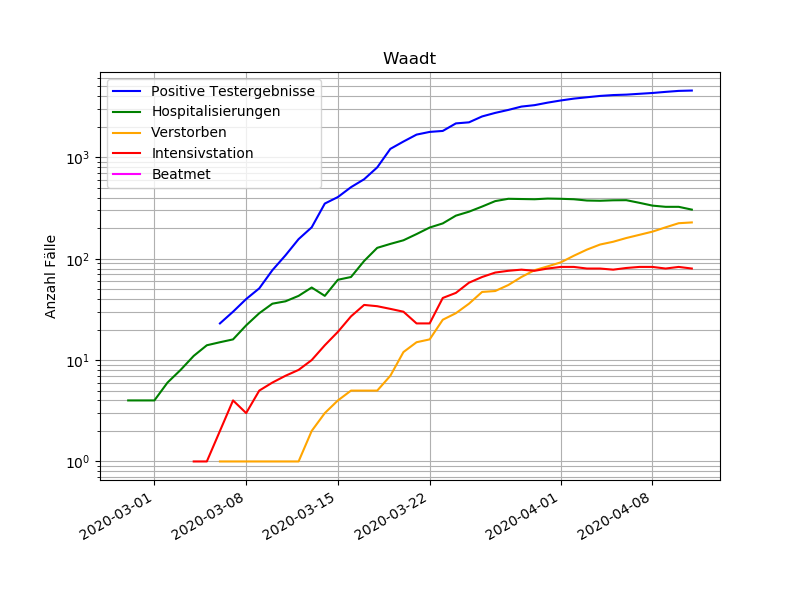 Waadt
Positive Testergebnisse
Hospitalisierungen
Verstorben
Intensivstation
Beatmet
Anzahl Fälle
10³
10²
10¹
10⁰
2020-03-01
2020-03-08
2020-03-15
2020-03-22
2020-04-01
2020-04-08